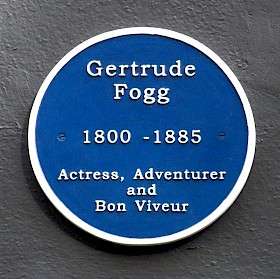 Gertrude
Fogg
1800 -1885
Actress, Adventurer
and
Bon Viveur